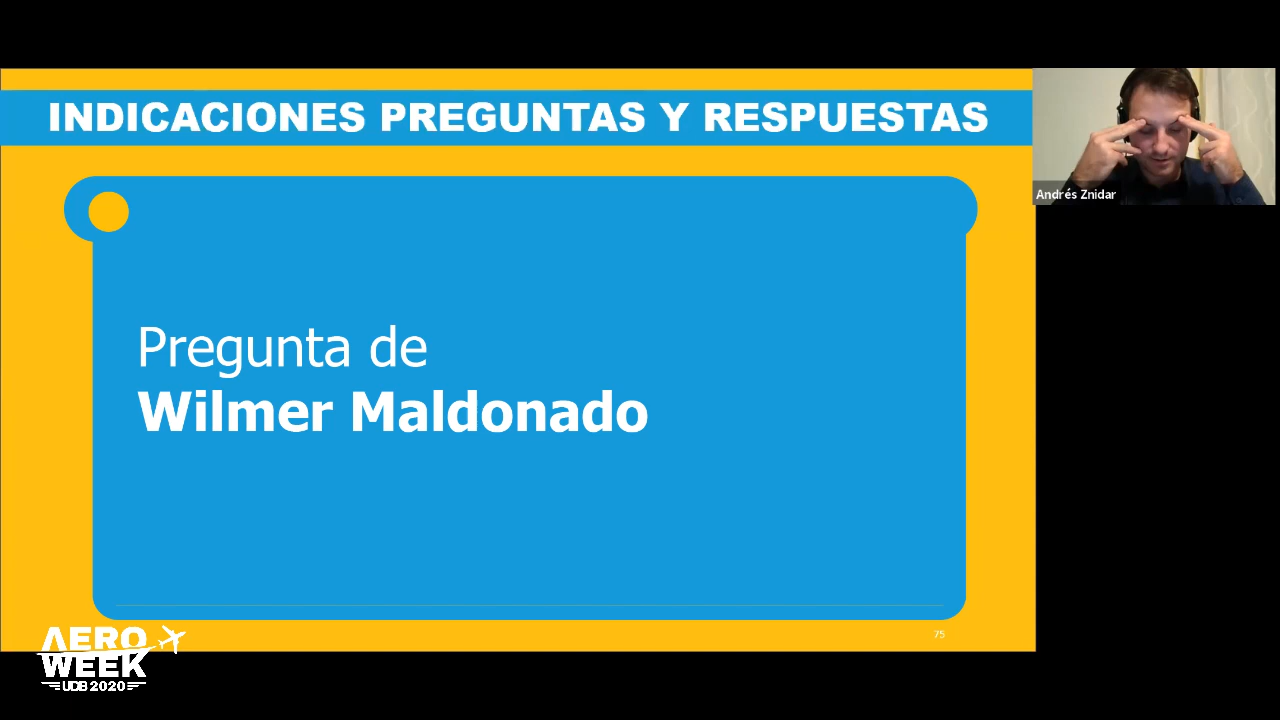 INDICACIONES PREGUNTAS Y RESPUESTAS
Andrés Znidar
Pregunta de
Wilmer Maldonado
75
AERO
WEEK
UDB 2020